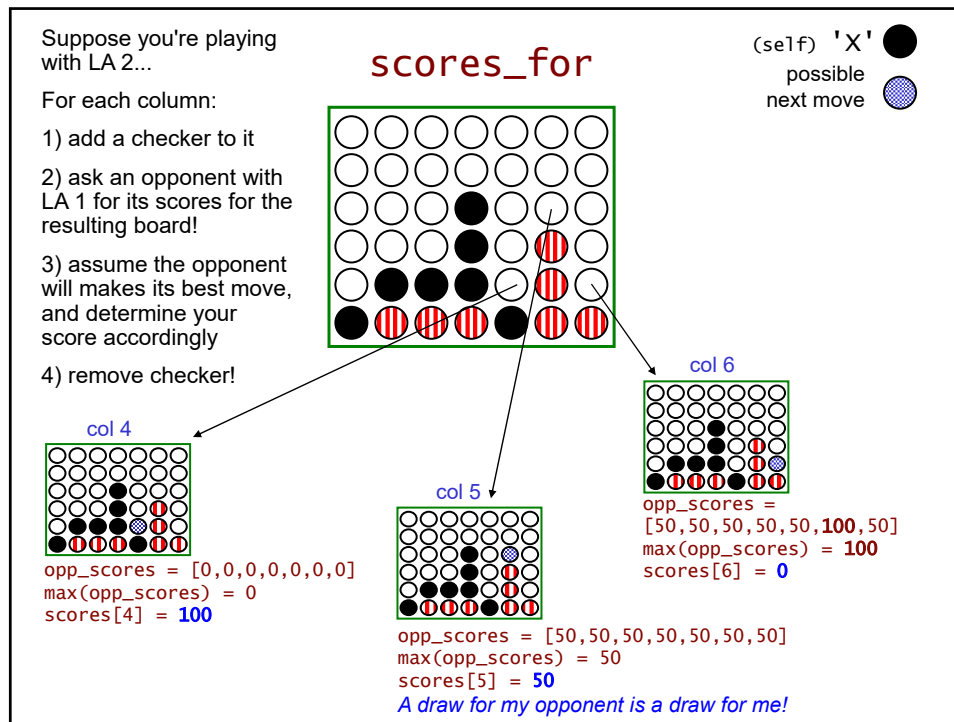 Suppose you're playing
with LA 2...
For each column:
1) add a checker to it
2) ask an opponent with
LA 1 for its scores for the
resulting board!
3) assume the opponent
will makes its best move,
and determine your
score accordingly
4) remove checker!
scores_for
(self) 'X'
possible
next move
col 4
opp_scores = [0,0,0,0,0,0,0]
max(opp_scores) = 0
scores[4] = 100
col 5
opp_scores = [50,50,50,50,50,50,50]
max(opp_scores) = 50
scores[5] = 50
A draw for my opponent is a draw for me!
col 6
opp_scores =
[50,50,50,50,50,100,50]
max(opp_scores) = 100
scores[6] = 0